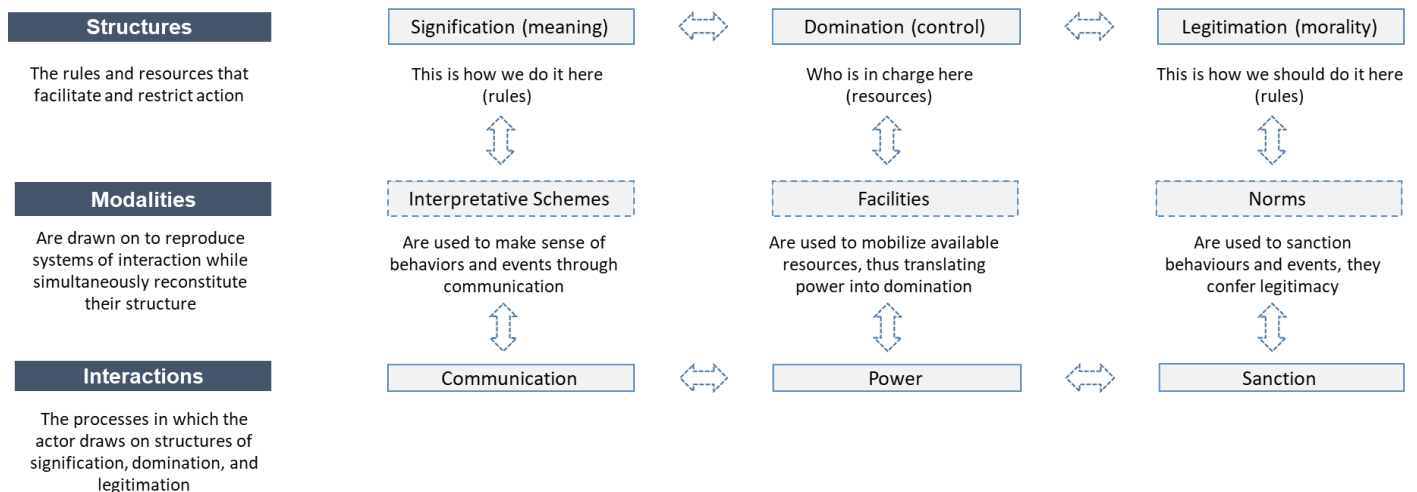 Structures
Signification (meaning)
Domination (control)
Legitimation (morality)
The rules and resources that
facilitate and restrict action
This is how we do it here
(rules)
Who is in charge here
(resources)
This is how we should do it here
(rules)
Modalities
Interpretative Schemes
Facilities
Norms
Are drawn on to reproduce
systems of interaction while
simultaneously reconstitute
their structure
Are used to make sense of
behaviors and events through
communication
Are used to mobilize available
resources, thus translating
power into domination
Are used to sanction
behaviours and events, they
confer legitimacy
Interactions
Communication
Power
Sanction
The processes in which the
actor draws on structures of
signification, domination, and
legitimation